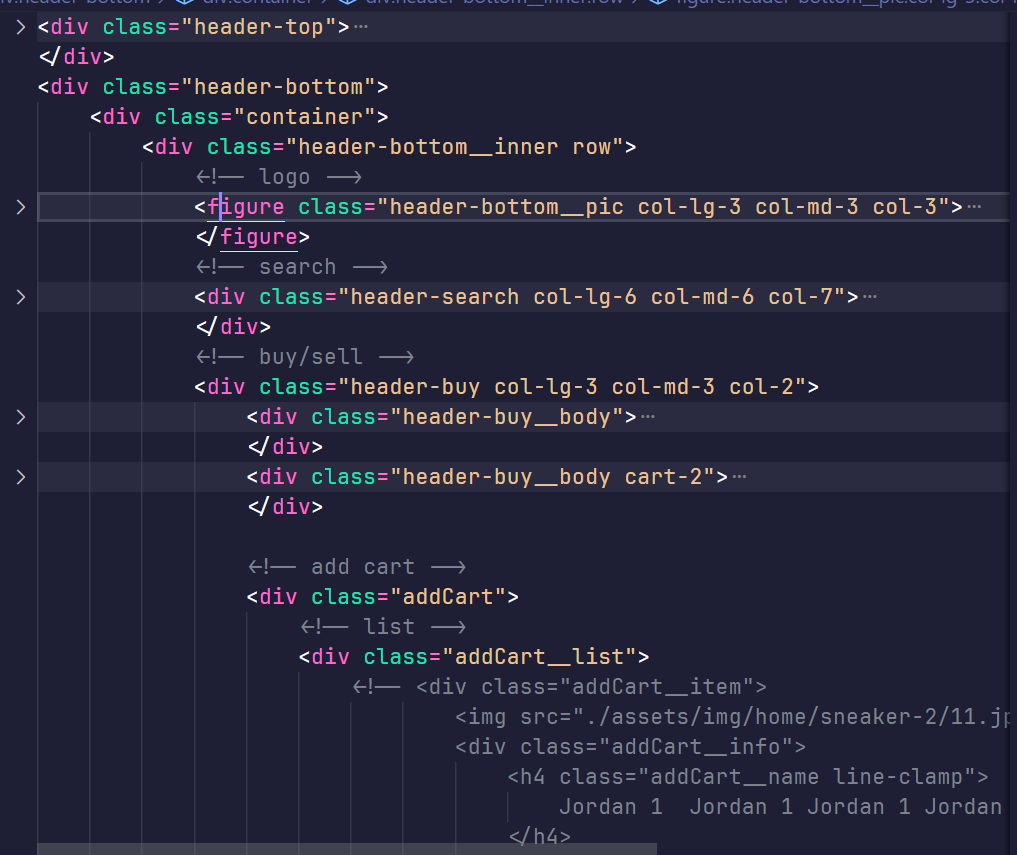 iv.header-bottom > div.container > div.header-bottom__inner.row > figure.header-bottom__pic.col-lg-3.col-
<div class="header-top">…
</div>
<div class="header-bottom">
<div class="container">
<div class="header-bottom__inner row">
<!-- logo -->
<figure class="header-bottom__pic col-lg-3 col-md-3 col-3">…
</figure>
<!-- search -->
<div class="header-search col-lg-6 col-md-6 col-7">…
</div>
<!-- buy/sell -->
<div class="header-buy col-lg-3 col-md-3 col-2">
<div class="header-buy__body">…
</div>
<div class="header-buy__body cart-2">…
</div>
<!-- add cart -->
<div class="addCart">
<!-- list -->
<div class="addCart__list">
<!-- <div class="addCart__item">
<img src="./assets/img/home/sneaker-2/11.jp
<div class="addCart__info">
<h4 class="addCart__name line-clamp">
Jordan 1  Jordan 1 Jordan 1 Jordan
</h4>